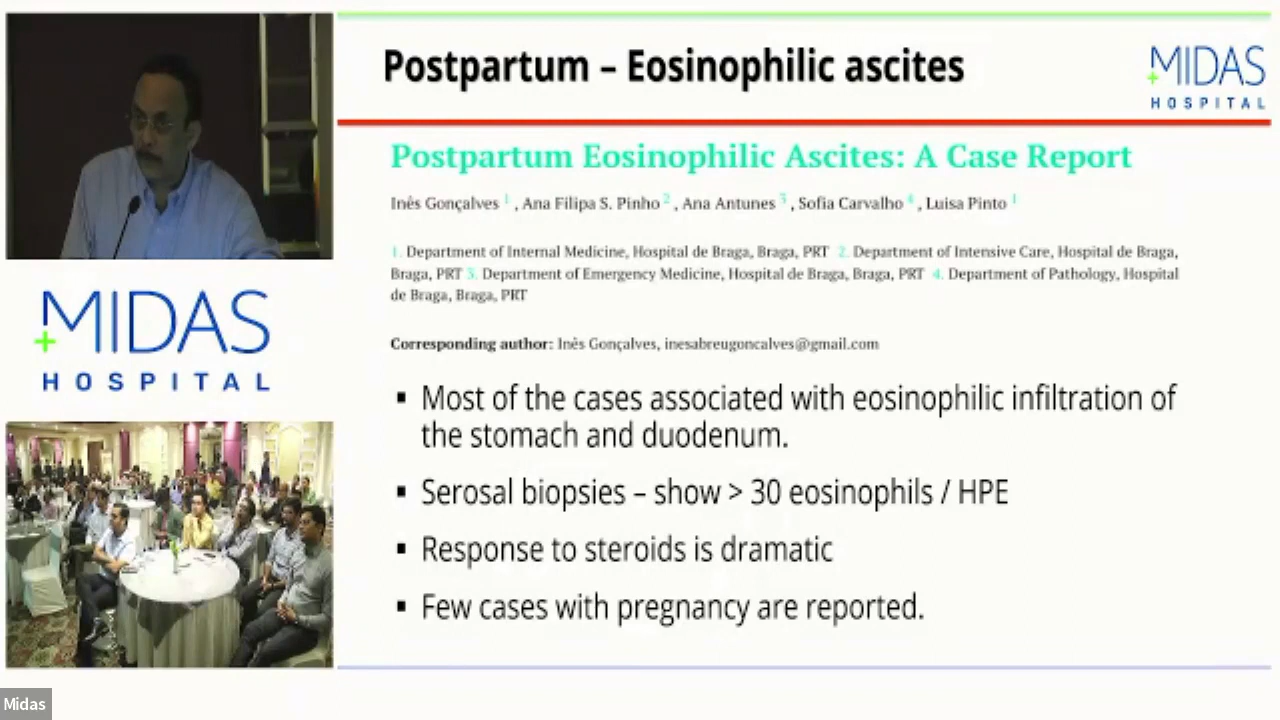 Postpartum – Eosinophilic ascites
MIDAS
HOSPITAL
Postpartum Eosinophilic Ascites: A Case Report
Inês Gonçalves 1 , Ana Filipa S. Pinho 2 , Ana Antunes 3 , Sofia Carvalho 4 , Luisa Pinto 1
1. Department of Internal Medicine, Hospital de Braga, Braga, PRT 2. Department of Intensive Care, Hospital de Braga,
Braga, PRT 3. Department of Emergency Medicine, Hospital de Braga, Braga, PRT 4. Department of Pathology, Hospital
de Braga, Braga, PRT
Corresponding author: Inês Gonçalves, inesabreugoncalves@gmail.com
▪ Most of the cases associated with eosinophilic infiltration of
the stomach and duodenum.
▪ Serosal biopsies – show > 30 eosinophils / HPE
▪ Response to steroids is dramatic
▪ Few cases with pregnancy are reported.
MIDAS
HOSPITAL
Midas